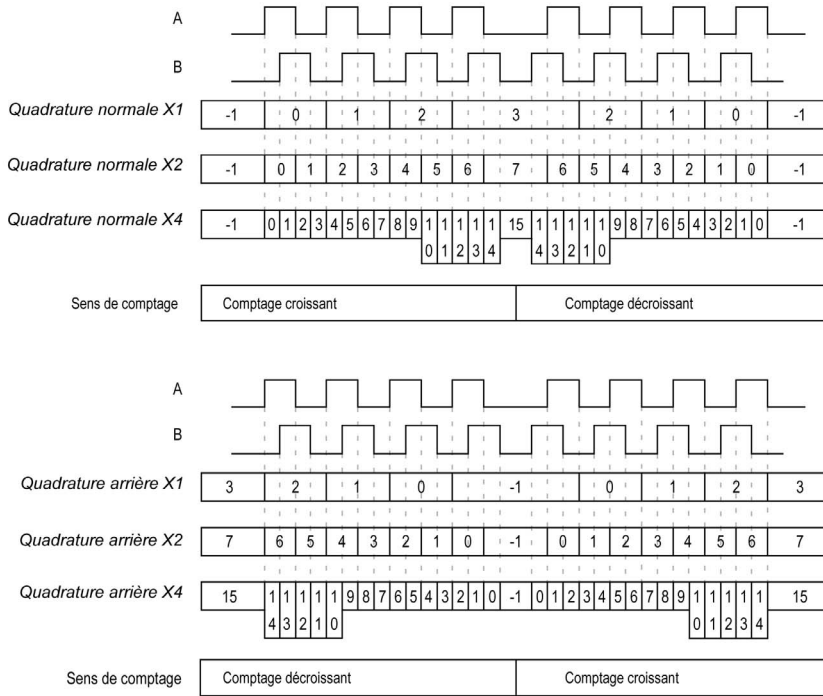 A
B
Quadrature normale X1 -1 0 1 2 3 2 1 0 -1
Quadrature normale X2 -1 0 1 2 3 4 5 6 7 6 5 4 3 2 1 0 -1
Quadrature normale X4 -1 0 1 2 3 4 5 6 7 8 9 10 11 12 13 14 15 14 13 12 11 10 9 8 7 6 5 4 3 2 1 0 -1
Sens de comptage Comptage croissant Comptage décroissant
A
B
Quadrature arrière X1 3 2 1 0 -1 0 1 2 3
Quadrature arrière X2 7 6 5 4 3 2 1 0 -1 0 1 2 3 4 5 6 7
Quadrature arrière X4 15 14 13 12 11 10 9 8 7 6 5 4 3 2 1 0 -1 0 1 2 3 4 5 6 7 8 9 10 11 12 13 14 15
Sens de comptage Comptage décroissant Comptage croissant